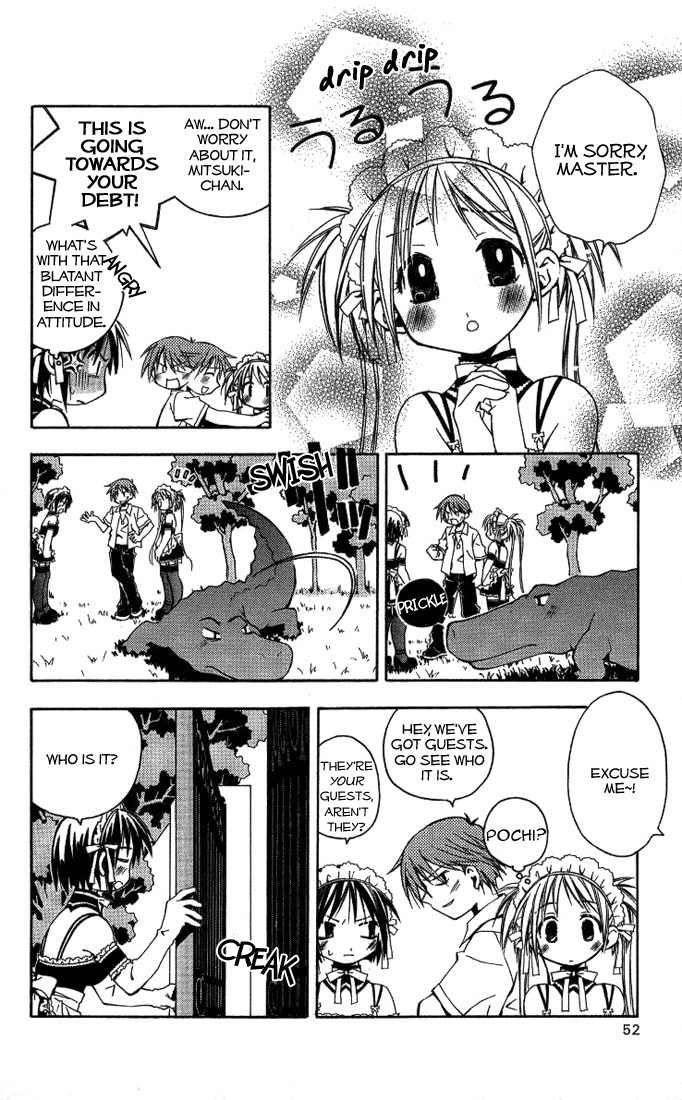 drip drip
うるうる
I'M SORRY,
MASTER.
AW... DON'T
WORRY
ABOUT IT,
MITSUKI-
CHAN.
THIS IS
GOING
TOWARDS
YOUR
DEBT!
WHAT'S
WITH THAT
BLATANT
DIFFER-
ENCE IN
ATTITUDE.
ANGRY
SWISH
PRICKLE
WHO IS IT?
CREAK
EXCUSE
ME~!
HEY, WE'VE
GOT GUESTS.
GO SEE WHO
IT IS.
THEY'RE
YOUR
GUESTS,
AREN'T
THEY?
POCHI?
52